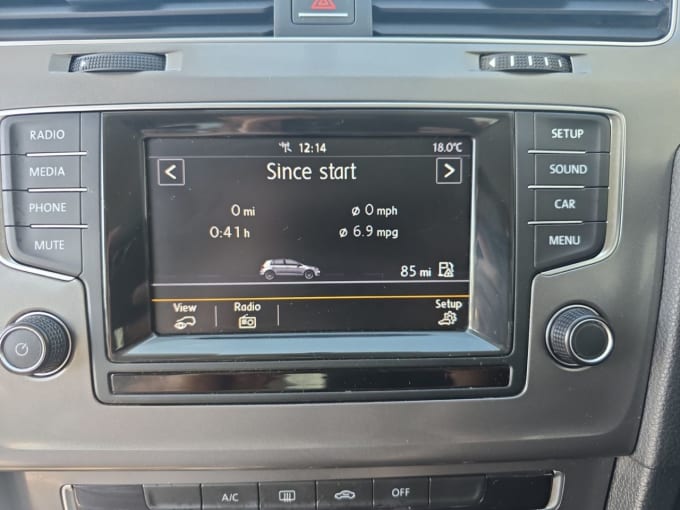 12:14
18.0°C
RADIO
SETUP
<
Since start
>
MEDIA
SOUND
PHONE
CAR
0 mi
ø 0 mph
0:41 h
ø 6.9 mpg
MUTE
MENU
85 mi
View
Radio
Setup
A/C
OFF